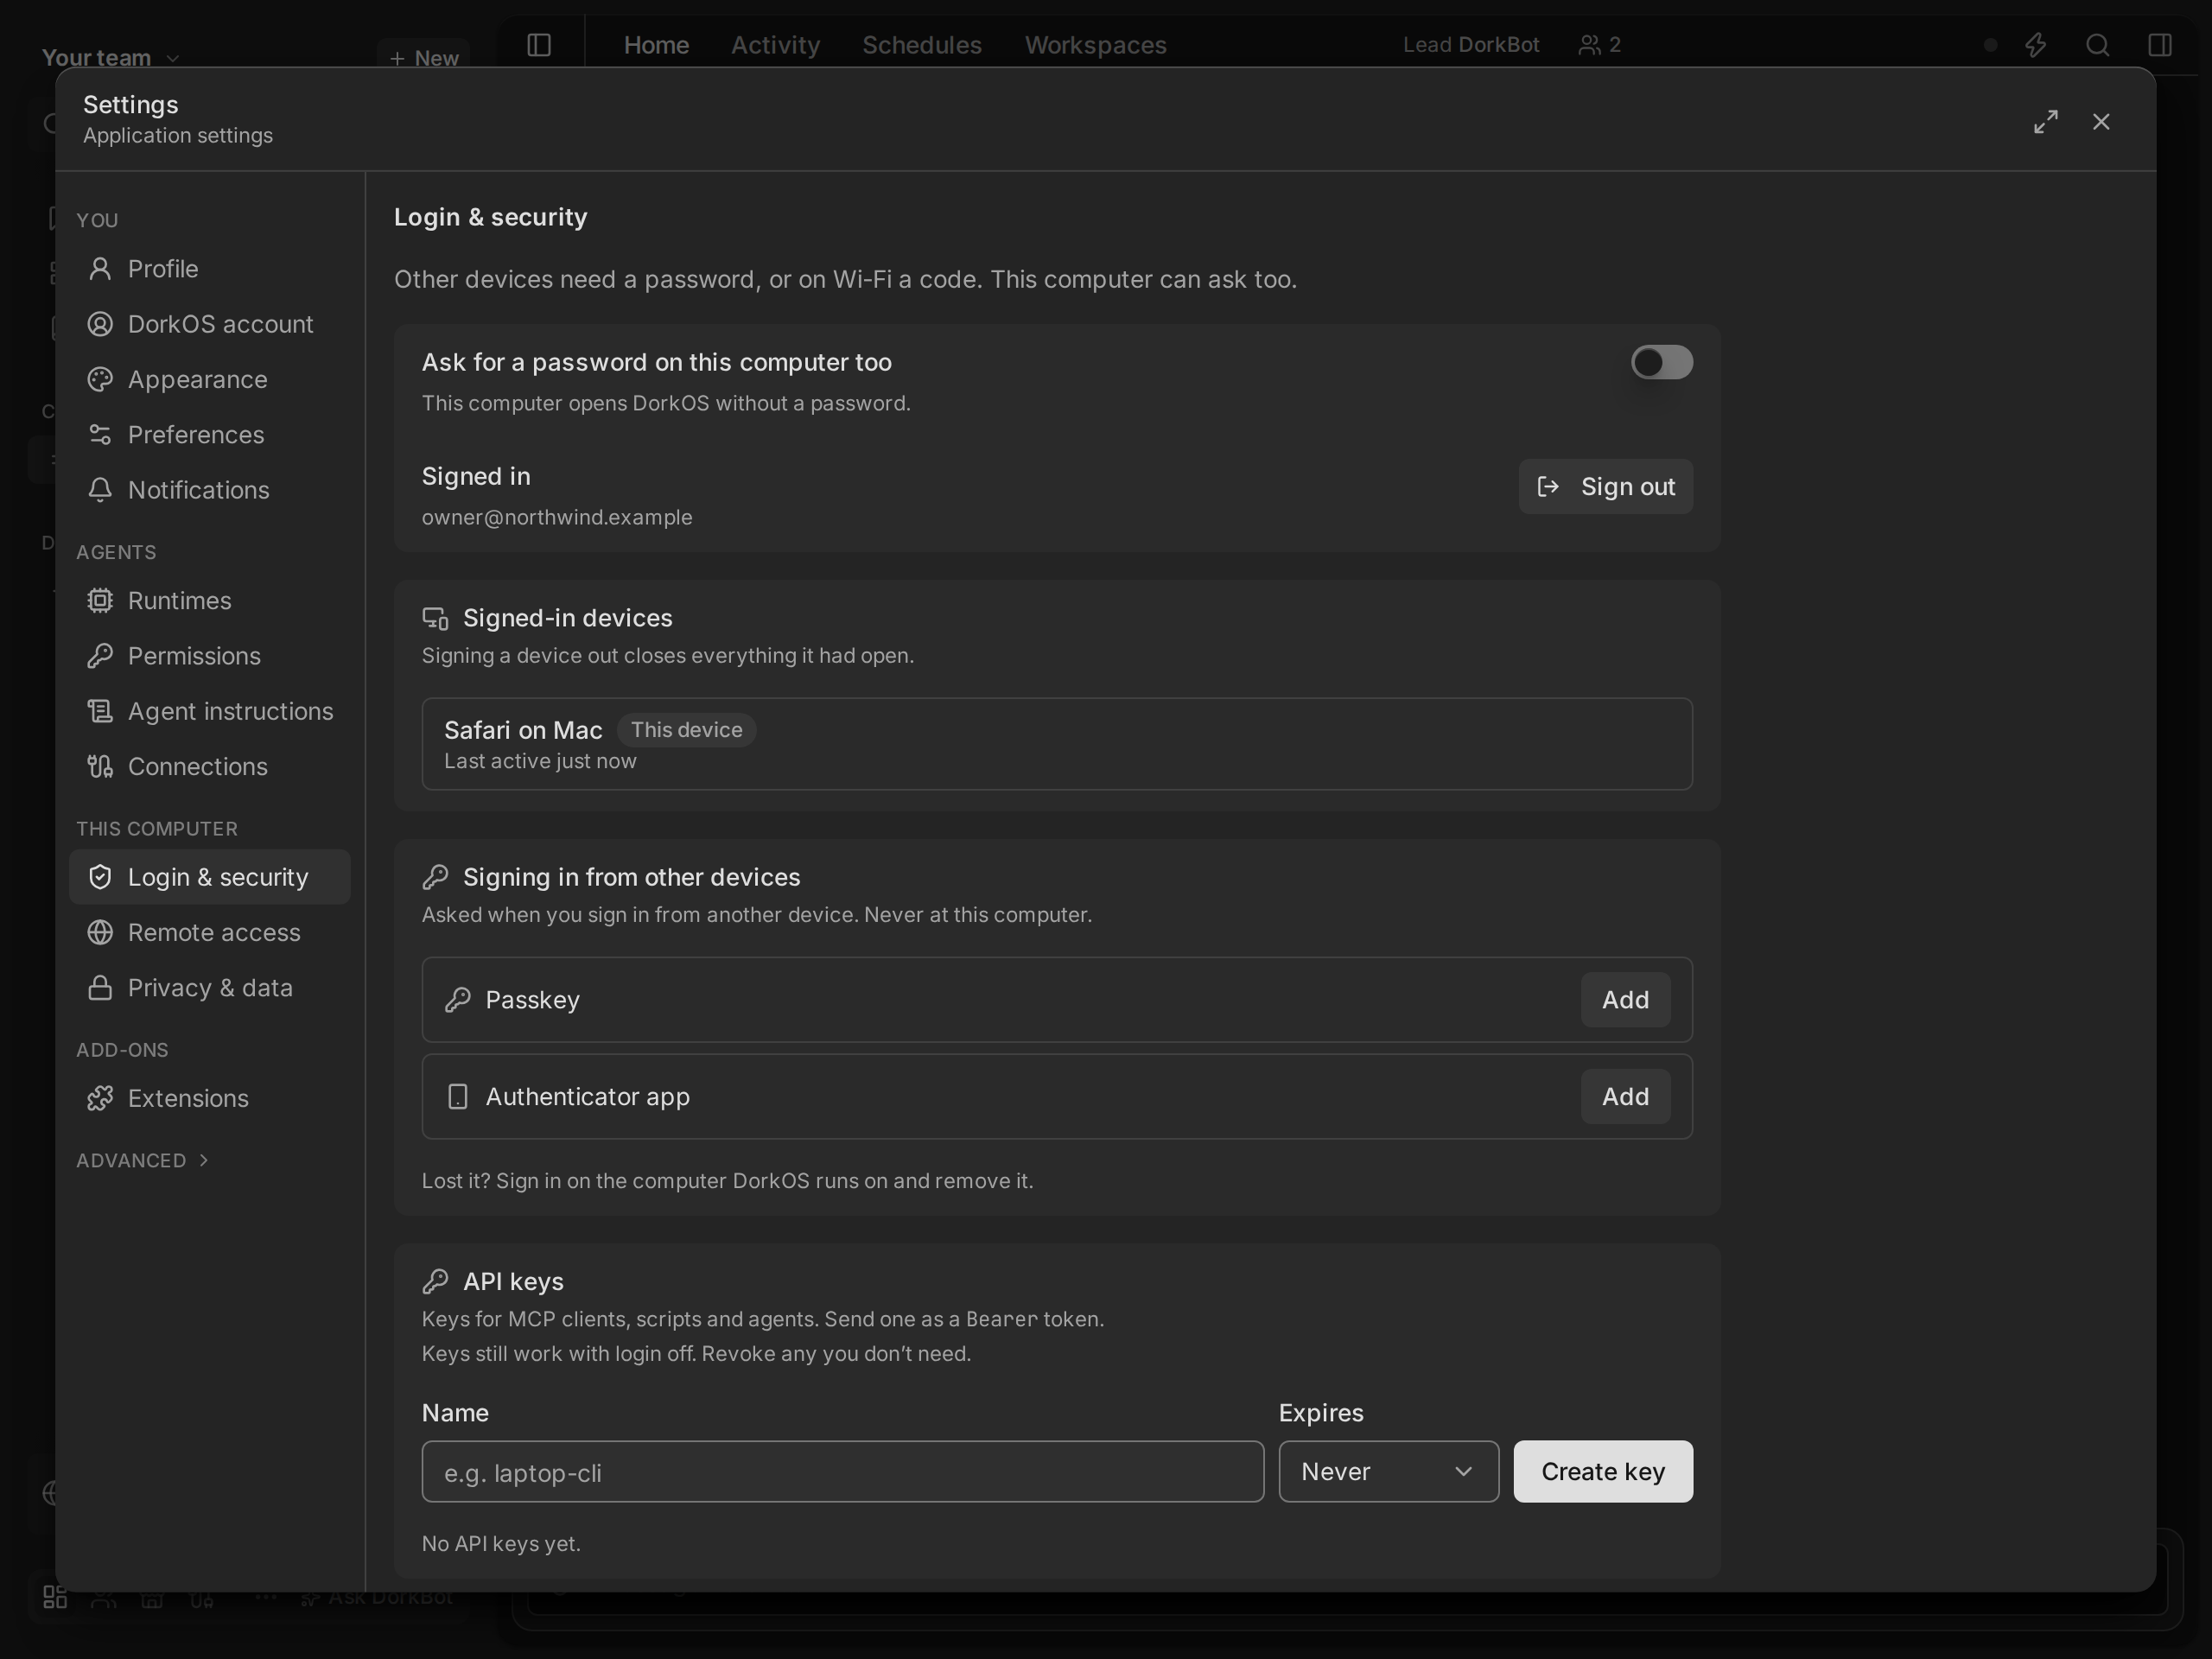 Your team
New
Home
Activity
Schedules
Workspaces
Lead DorkBot
2
Settings
Application settings
YOU
Profile
DorkOS account
Appearance
Preferences
Notifications
AGENTS
Runtimes
Permissions
Agent instructions
Connections
THIS COMPUTER
Login & security
Remote access
Privacy & data
ADD-ONS
Extensions
ADVANCED
Login & security
Other devices need a password, or on Wi-Fi a code. This computer can ask too.
Ask for a password on this computer too
This computer opens DorkOS without a password.
Signed in
owner@northwind.example
Sign out
Signed-in devices
Signing a device out closes everything it had open.
Safari on Mac
This device
Last active just now
Signing in from other devices
Asked when you sign in from another device. Never at this computer.
Passkey
Add
Authenticator app
Add
Lost it? Sign in on the computer DorkOS runs on and remove it.
API keys
Keys for MCP clients, scripts and agents. Send one as a Bearer token.
Keys still work with login off. Revoke any you don’t need.
Name
Expires
e.g. laptop-cli
Never
Create key
No API keys yet.
Ask DorkBot